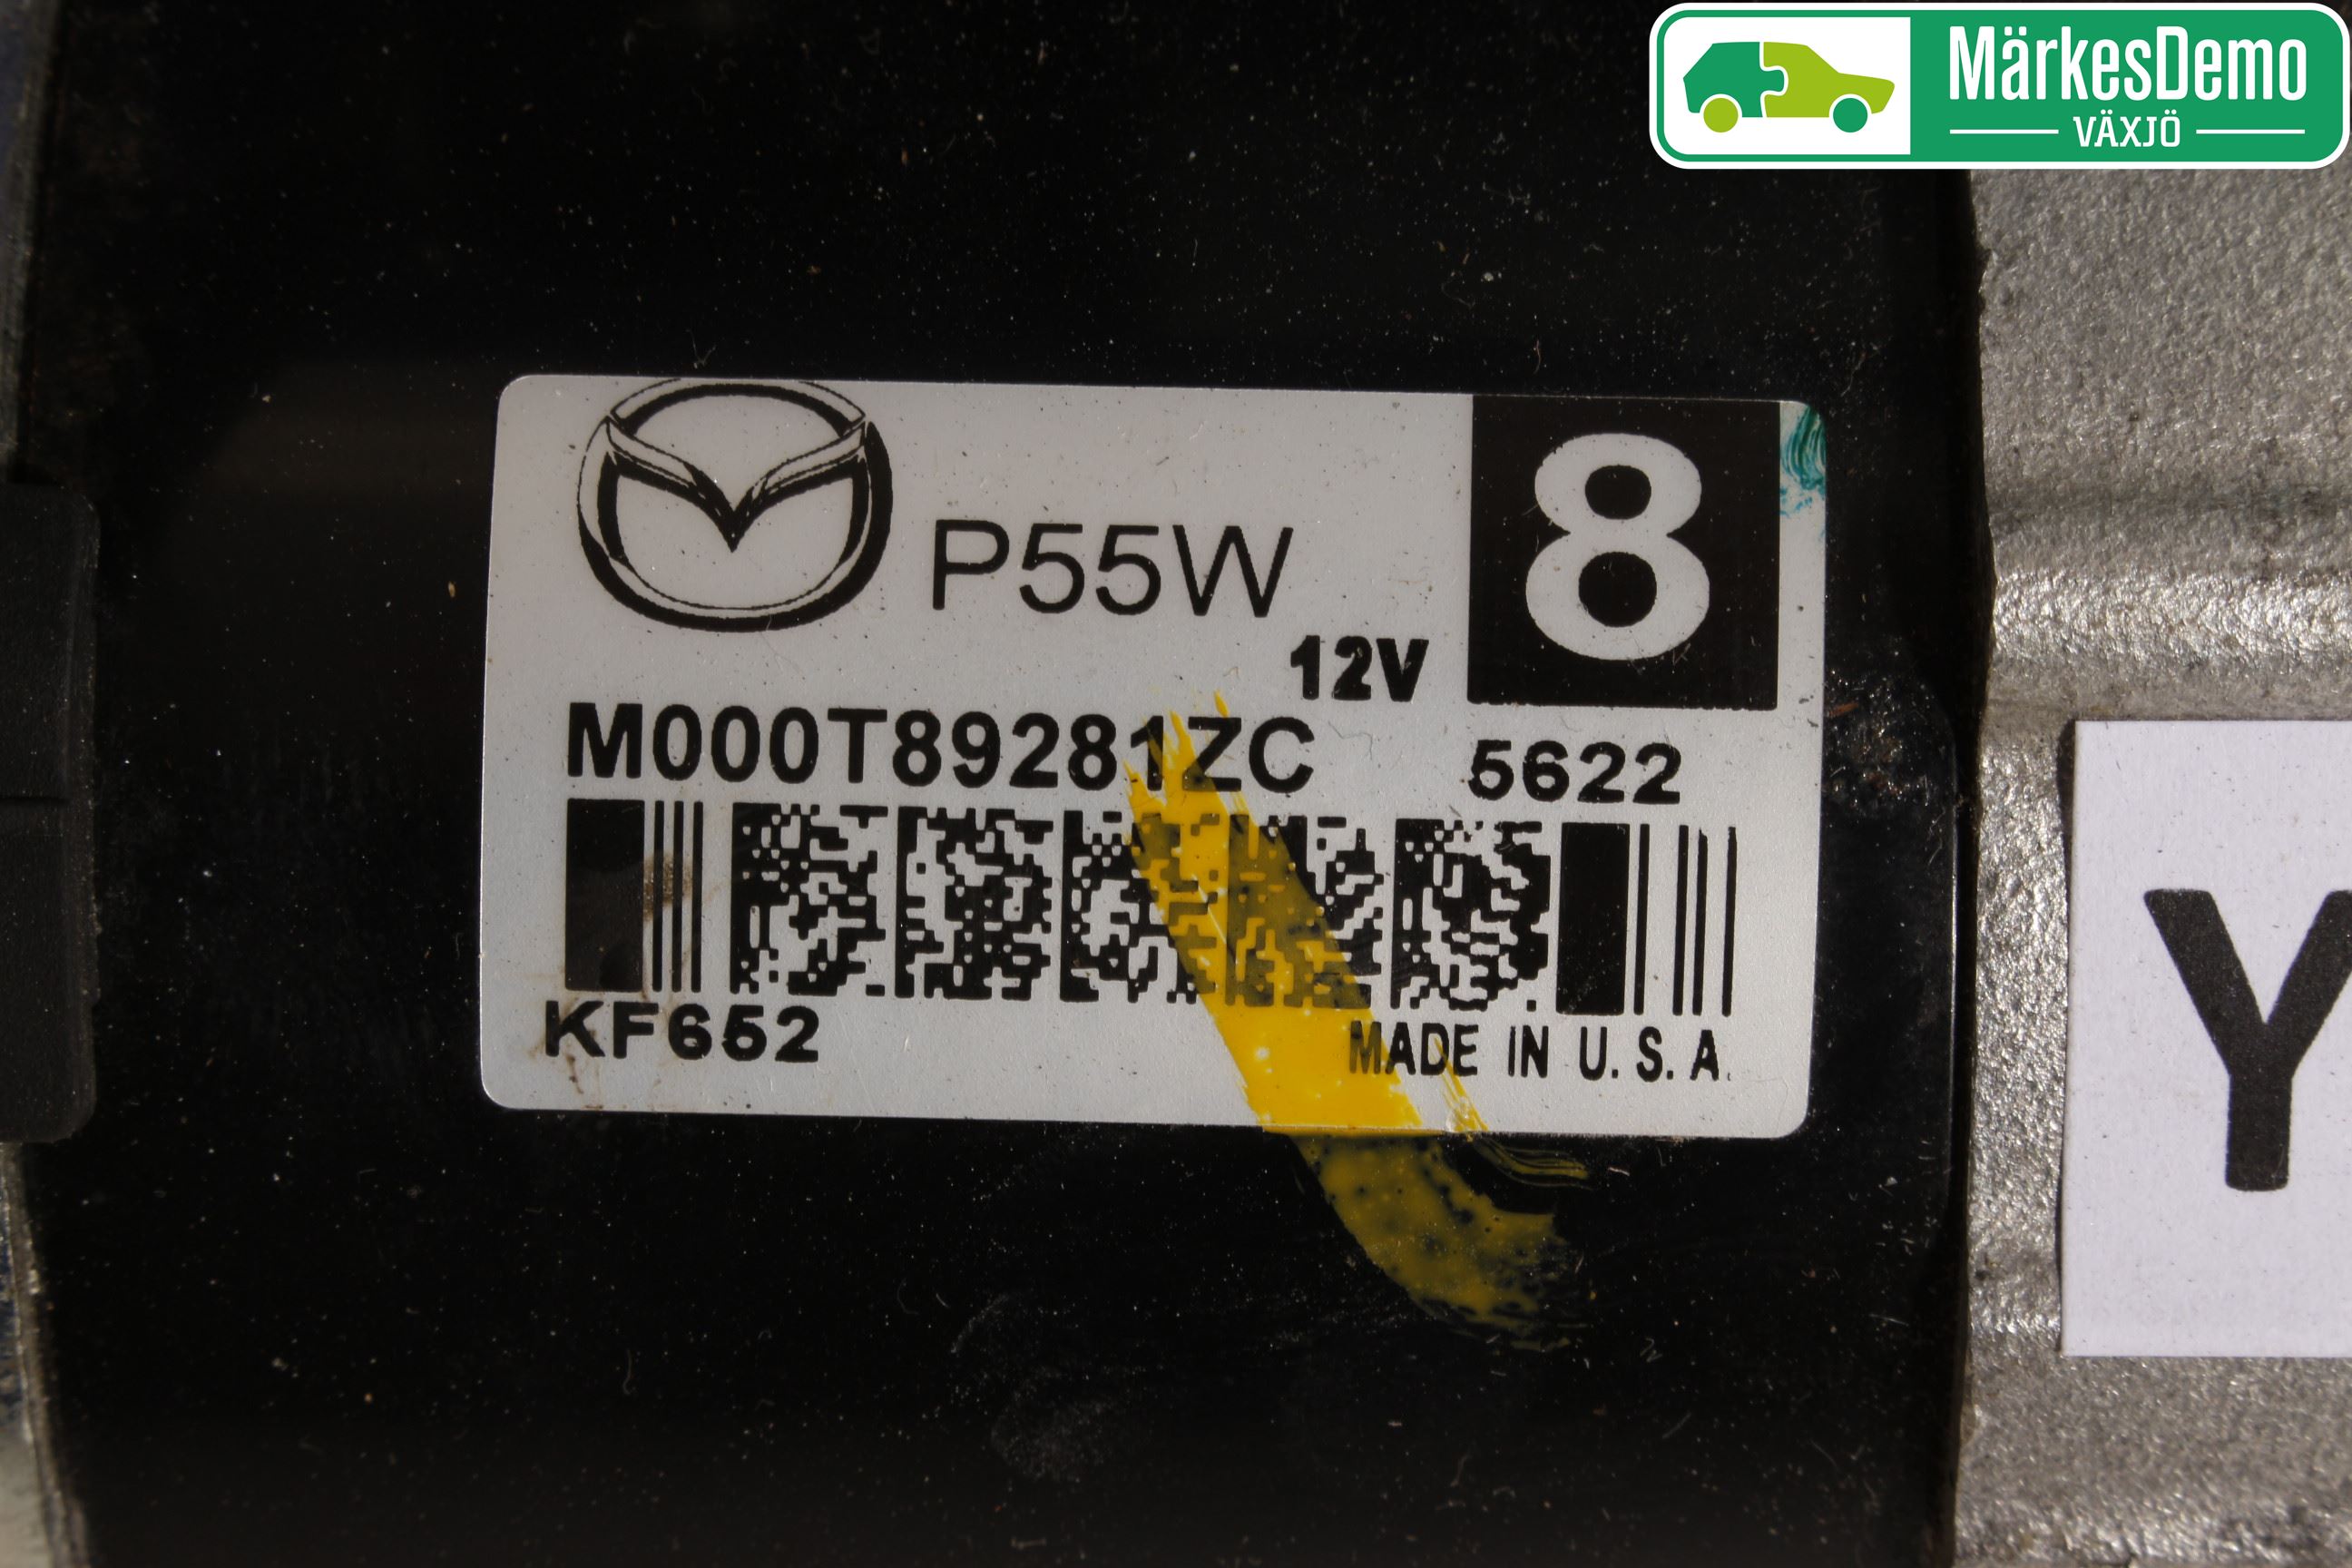 MärkesDemo
VÄXJÖ
P55W
8
12V
M000T89281ZC 5622
KF652
MADE IN U.S.A.
Y